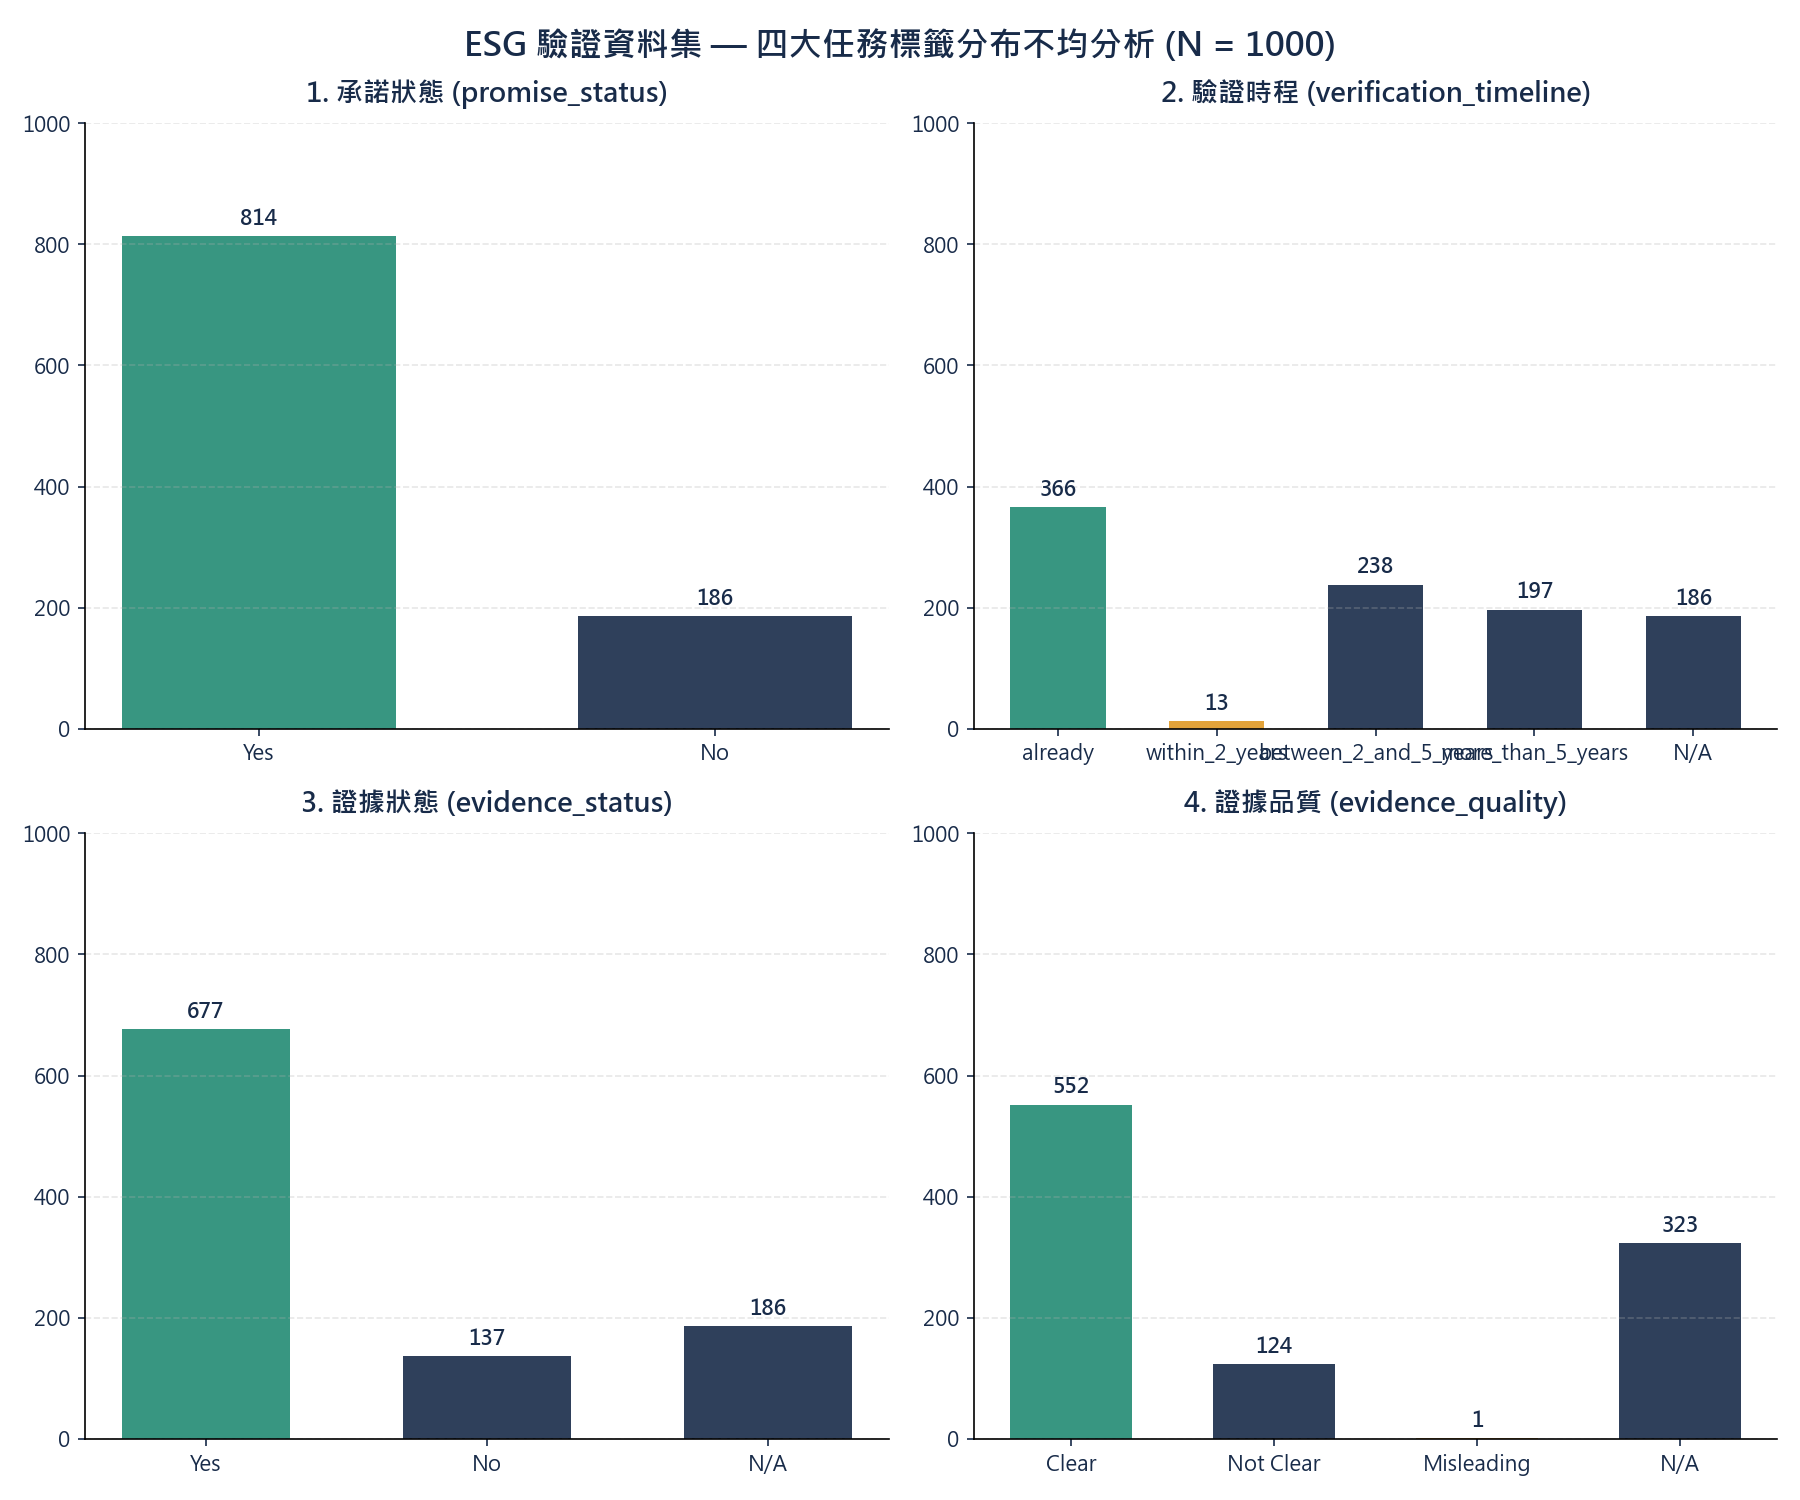 ESG 驗證資料集 — 四大任務標籤分布不均分析 (N = 1000)
1. 承諾狀態 (promise_status)
1000
800
600
400
200
0
814
186
Yes
No
2. 驗證時程 (verification_timeline)
1000
800
600
400
200
0
366
13
238
197
186
already
within_2_years
between_2_and_5_years
more_than_5_years
N/A
3. 證據狀態 (evidence_status)
1000
800
600
400
200
0
677
137
186
Yes
No
N/A
4. 證據品質 (evidence_quality)
1000
800
600
400
200
0
552
124
1
323
Clear
Not Clear
Misleading
N/A